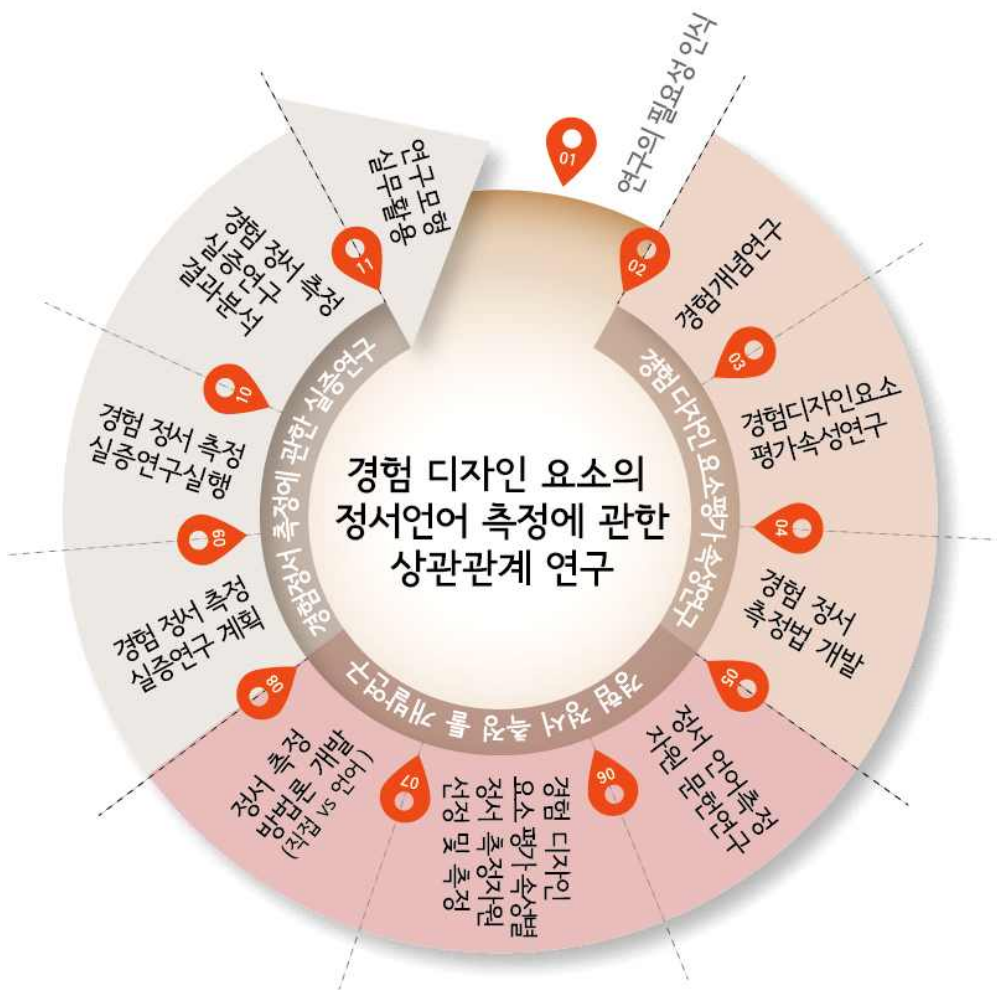 01
연구의 필요성 인식
02
경험개념연구
03
경험디자인요소
평가속성연구
04
경험 정서
측정법 개발
05
정서 언어측정
자원 문헌연구
06
경험 디자인
요소 평가속성별
정서 측정자원
선정 및 측정
07
정서 측정
방법론 개발
(직접 vs 언어)
08
경험 정서 측정
실증연구 계획
09
경험 정서 측정
실증연구실행
10
경험 정서 측정
실증연구
결과분석
11
연구모형
실무활용
경험 디자인 요소평가 속성연구
경험 정서 측정 툴 개발연구
경험정서 측정에 관한 실증연구
경험 디자인 요소의
정서언어 측정에 관한
상관관계 연구